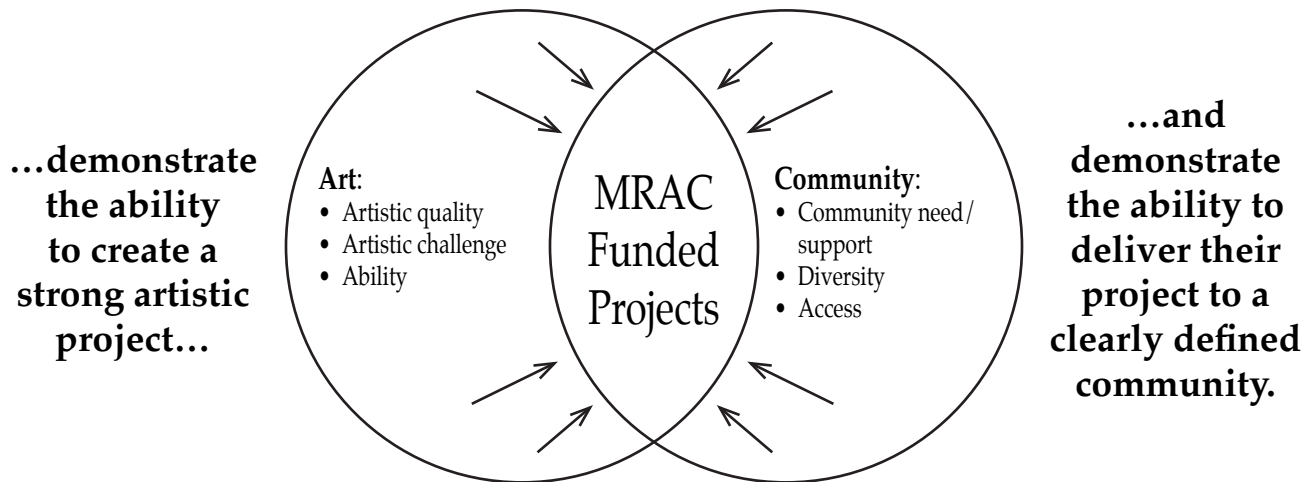 …demonstrate
the ability
to create a
strong artistic
project…
Art:
• Artistic quality
• Artistic challenge
• Ability
MRAC
Funded
Projects
Community:
• Community need/
support
• Diversity
• Access
…and
demonstrate
the ability to
deliver their
project to a
clearly defined
community.